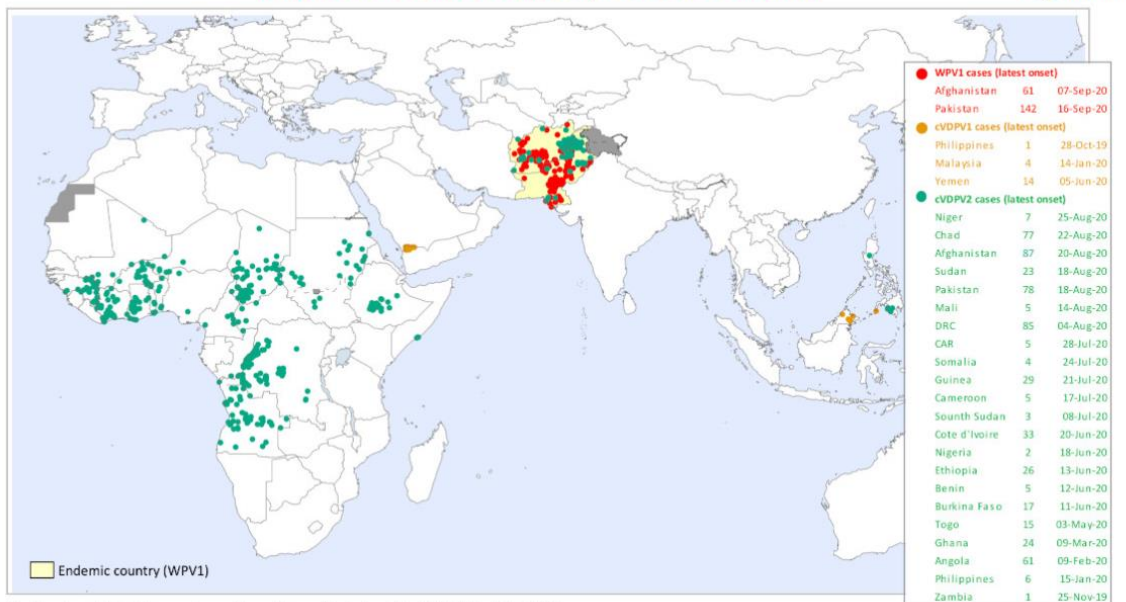 WPV1 cases (latest onset)
Afghanistan 61 07-Sep-20
Pakistan 142 16-Sep-20
cVDPV1 cases (latest onset)
Philippines 1 28-Oct-19
Malaysia 4 14-Jan-20
Yemen 14 05-Jun-20
cVDPV2 cases (latest onset)
Niger 7 25-Aug-20
Chad 77 22-Aug-20
Afghanistan 87 20-Aug-20
Sudan 23 18-Aug-20
Pakistan 78 18-Aug-20
Mali 5 14-Aug-20
DRC 85 04-Aug-20
CAR 5 28-Jul-20
Somalia 4 24-Jul-20
Guinea 29 21-Jul-20
Cameroon 5 17-Jul-20
Sounth Sudan 3 08-Jul-20
Cote d'Ivoire 33 20-Jun-20
Nigeria 2 18-Jun-20
Ethiopia 26 13-Jun-20
Benin 5 12-Jun-20
Burkina Faso 17 11-Jun-20
Togo 15 03-May-20
Ghana 24 09-Mar-20
Angola 61 09-Feb-20
Philippines 6 15-Jan-20
Zambia 1 25-Nov-19
Endemic country (WPV1)